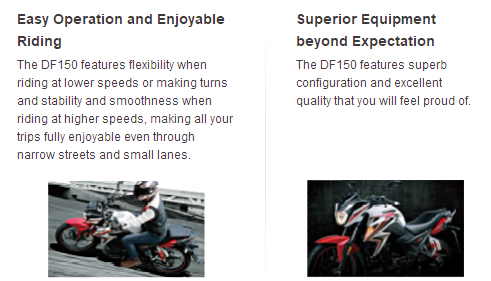 Easy Operation and Enjoyable
Riding
The DF150 features flexibility when
riding at lower speeds or making turns
and stability and smoothness when
riding at higher speeds, making all your
trips fully enjoyable even through
narrow streets and small lanes.
Superior Equipment
beyond Expectation
The DF150 features superb
configuration and excellent
quality that you will feel proud of.